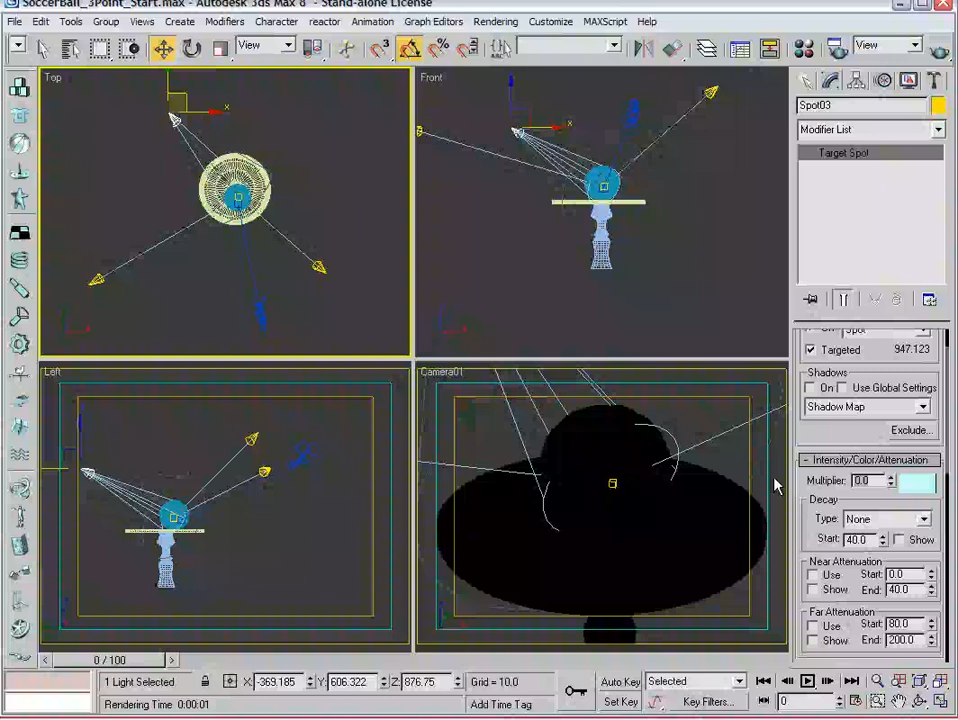 SoccerBall_3Point_Start.max - Autodesk 3ds Max 8 - Stand-alone License
File Edit Tools Group Views Create Modifiers Character reactor Animation Graph Editors Rendering Customize MAXScript Help
View View
Top Front
x x
Spot03
Modifier List
Target Spot
On Spot
Targeted 947.123
Shadows
On Use Global Settings
Shadow Map
Exclude...
Left Camera01
- Intensity/Color/Attenuation
Multiplier: 0.0
Decay
Type: None
Start: 40.0 Show
Near Attenuation
Use Start: 0.0
Show End: 40.0
Far Attenuation
Use Start: 80.0
Show End: 200.0
0 / 100
1 Light Selected X: -369.185 Y: 606.322 Z: 876.75 Grid = 10.0 Auto Key Selected
Rendering Time 0:00:01 Add Time Tag Set Key Key Filters... 0